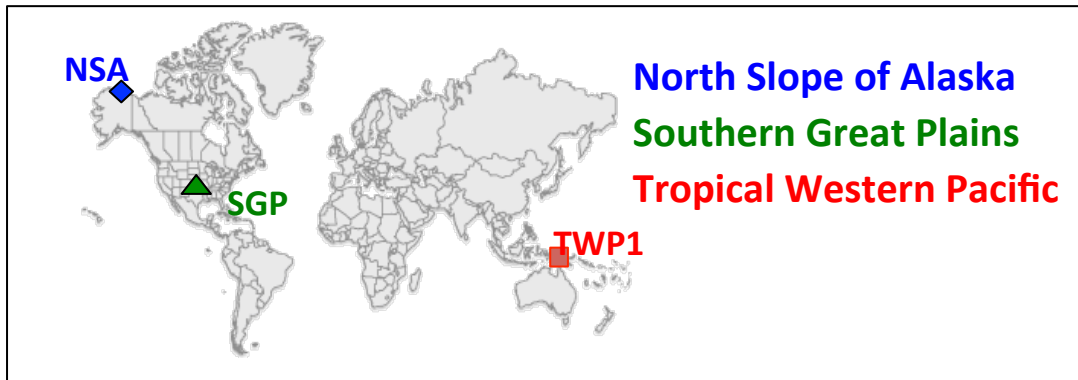 NSA
SGP
TWP1
North Slope of Alaska
Southern Great Plains
Tropical Western Pacific